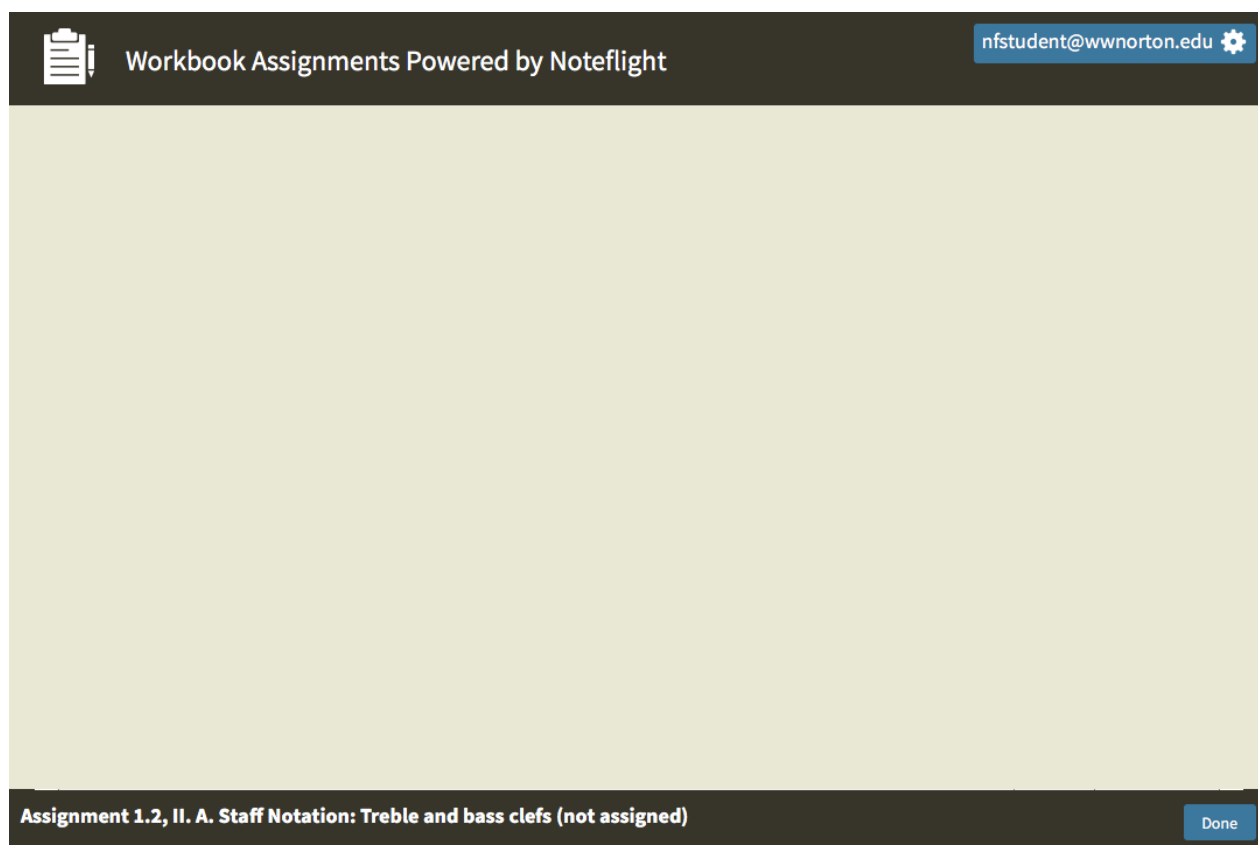 Workbook Assignments Powered by Noteflight
nfstudent@wwnorton.edu
Assignment 1.2, II. A. Staff Notation: Treble and bass clefs (not assigned)
Done